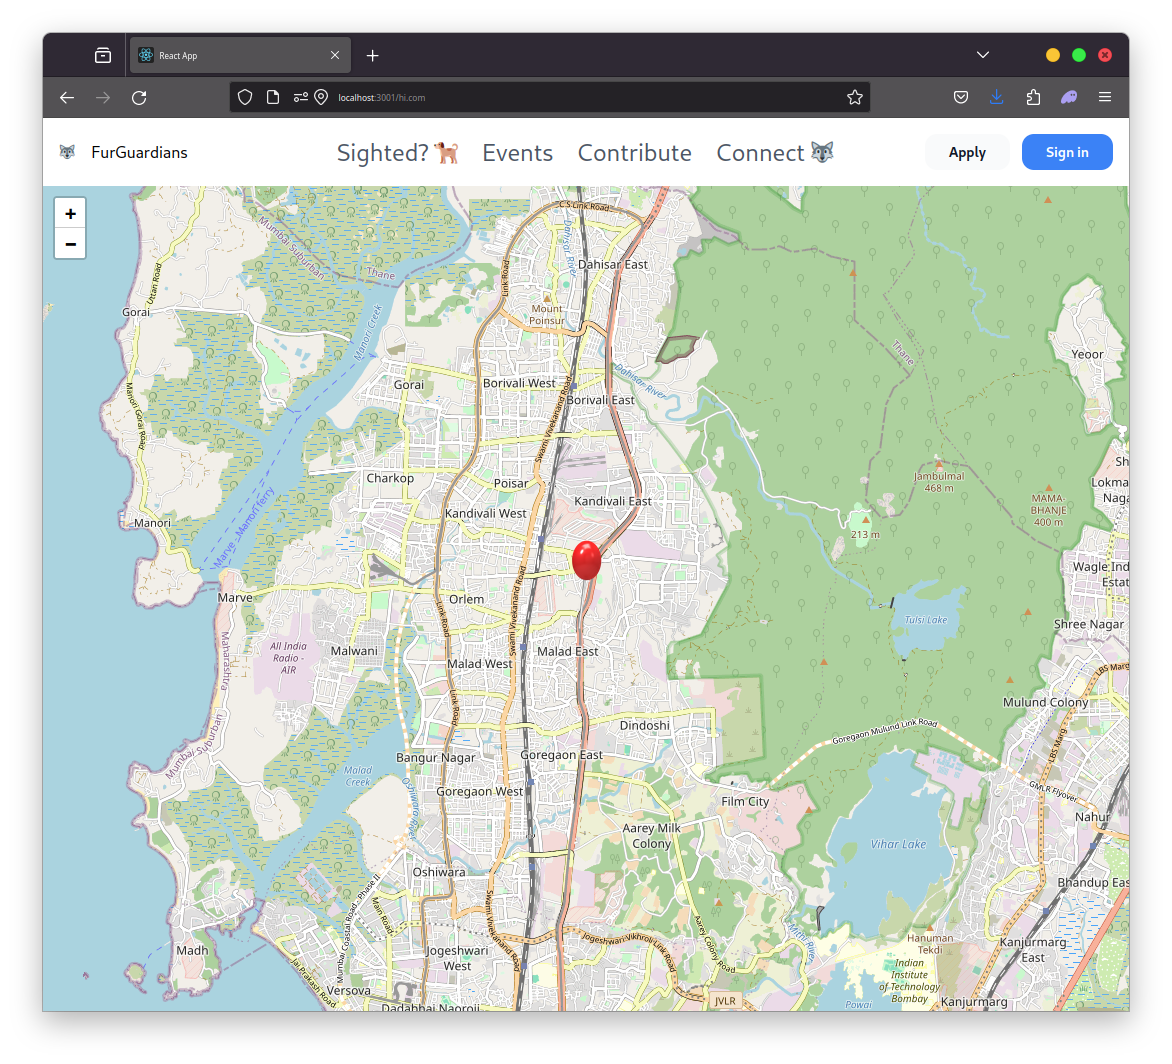 React App
localhost:3001/hi.com
FurGuardians
Sighted?
Events
Contribute
Connect
Apply
Sign in
+
−
C S Link Road
Mumbai Suburban
Thane
Dahisar River
Dahisar East
Uttan Road
Link Road
Gorai
Manori Creek
Mount
Poinsur
Thane
Yeoor
Dahisar River
Gorai
Borivali West
Borivali East
Manori Gorai Road
Swami Vivekanand Road
Charkop
Poisar
Jambulmal
468 m
Sh
Lokma
Naga
Kandivali East
MAMA-
BHANJE
400 m
Kandivali West
Manori
Marve - Manori Ferry
213 m
Wagle Ind
Estat
Marve
Orlem
Link Road
Swami Vivekanand Road
Tulsi Lake
Shree Nagar
Maharashtra
All India
Radio -
AIR
Malwani
Malad West
Malad East
LBS Marg
Link Road
Mulund Colony
Dindoshi
Goregaon Mulund Link Road
Mumbai Suburban
Bangur Nagar
Goregaon East
LBS Marg
Malad
Creek
Oshiwara River
Goregaon West
Film City
GMLR Flyover
Nahur
Aarey Milk
Colony
Vihar Lake
Oshiwara
Bhandup Eas
Mumbai Coastal Road - Phase II
Main Road
Swami Vivekanand Road
Aarey Colony Road
Mithi River
Madh
Jogeshwari
West
Jogeshwari Vikhroli Link Road
Hanuman
Tekdi
Kanjurmarg
East
Jai Prakash Road
Indian
Institute
of Technology
Bombay
Versova
JVLR
Powai
Kanjurmarg
Dadabhai Naoroji